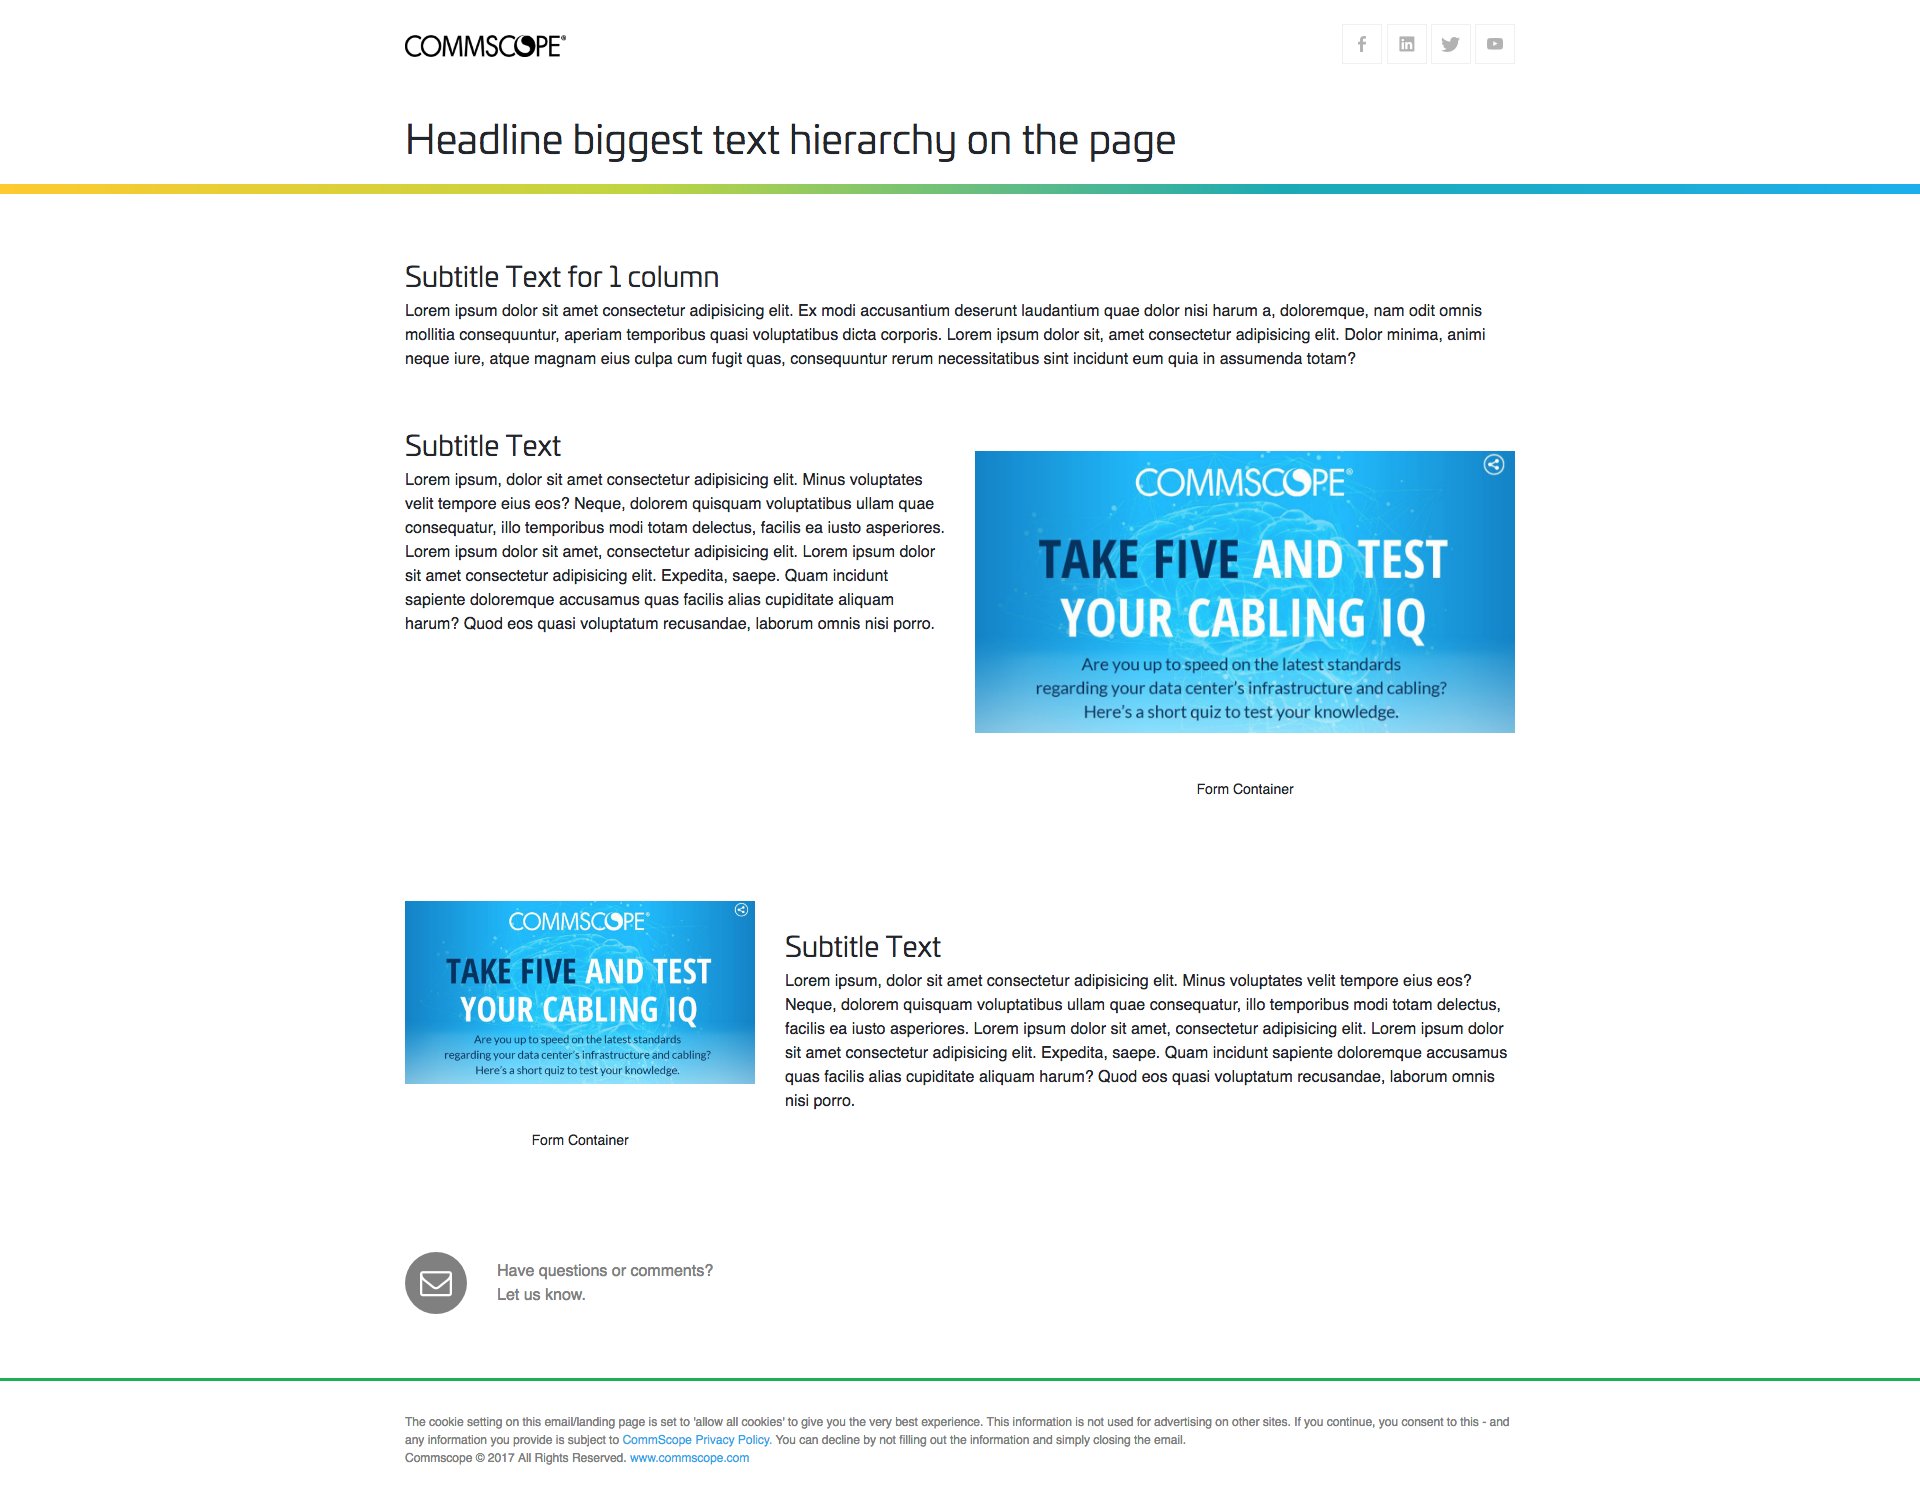 COMMSCOPE®
Headline biggest text hierarchy on the page
Subtitle Text for 1 column
Lorem ipsum dolor sit amet consectetur adipisicing elit. Ex modi accusantium deserunt laudantium quae dolor nisi harum a, doloremque, nam odit omnis
mollitia consequuntur, aperiam temporibus quasi voluptatibus dicta corporis. Lorem ipsum dolor sit, amet consectetur adipisicing elit. Dolor minima, animi
neque iure, atque magnam eius culpa cum fugit quas, consequuntur rerum necessitatibus sint incidunt eum quia in assumenda totam?
Subtitle Text
Lorem ipsum, dolor sit amet consectetur adipisicing elit. Minus voluptates
velit tempore eius eos? Neque, dolorem quisquam voluptatibus ullam quae
consequatur, illo temporibus modi totam delectus, facilis ea iusto asperiores.
Lorem ipsum dolor sit amet, consectetur adipisicing elit. Lorem ipsum dolor
sit amet consectetur adipisicing elit. Expedita, saepe. Quam incidunt
sapiente doloremque accusamus quas facilis alias cupiditate aliquam
harum? Quod eos quasi voluptatum recusandae, laborum omnis nisi porro.
COMMSCOPE®
TAKE FIVE AND TEST
YOUR CABLING IQ
Are you up to speed on the latest standards
regarding your data center's infrastructure and cabling?
Here's a short quiz to test your knowledge.
Form Container
COMMSCOPE®
TAKE FIVE AND TEST
YOUR CABLING IQ
Are you up to speed on the latest standards
regarding your data center's infrastructure and cabling?
Here's a short quiz to test your knowledge.
Form Container
Subtitle Text
Lorem ipsum, dolor sit amet consectetur adipisicing elit. Minus voluptates velit tempore eius eos?
Neque, dolorem quisquam voluptatibus ullam quae consequatur, illo temporibus modi totam delectus,
facilis ea iusto asperiores. Lorem ipsum dolor sit amet, consectetur adipisicing elit. Lorem ipsum dolor
sit amet consectetur adipisicing elit. Expedita, saepe. Quam incidunt sapiente doloremque accusamus
quas facilis alias cupiditate aliquam harum? Quod eos quasi voluptatum recusandae, laborum omnis
nisi porro.
Have questions or comments?
Let us know.
The cookie setting on this email/landing page is set to 'allow all cookies' to give you the very best experience. This information is not used for advertising on other sites. If you continue, you consent to this - and
any information you provide is subject to CommScope Privacy Policy. You can decline by not filling out the information and simply closing the email.
Commscope © 2017 All Rights Reserved. www.commscope.com